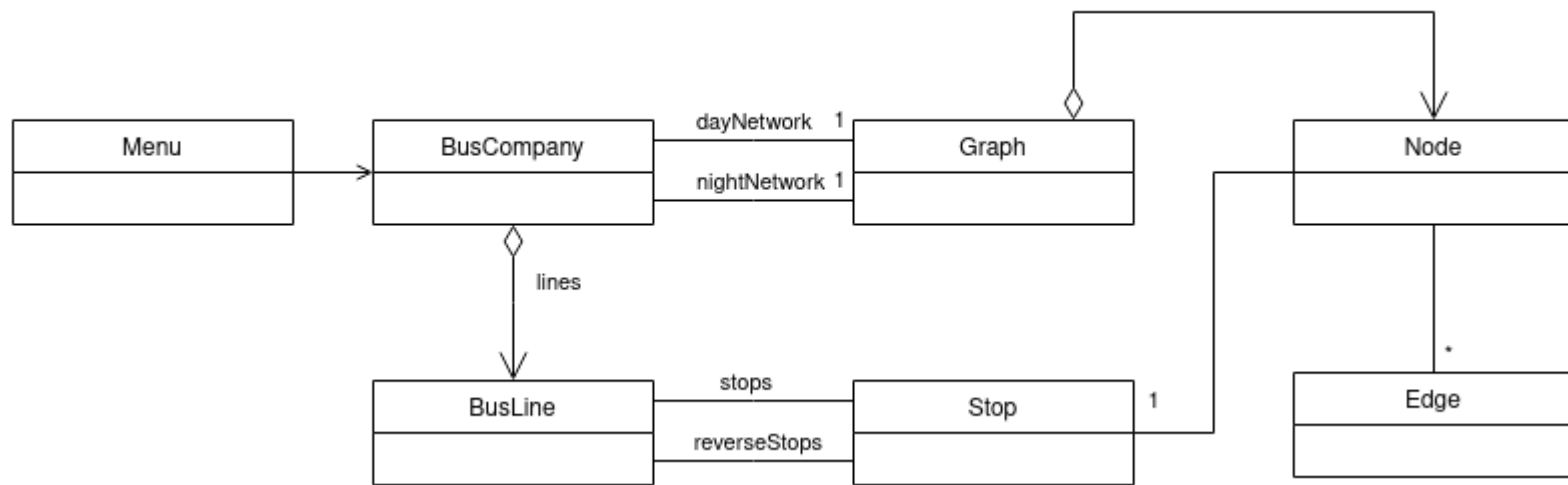 Menu
BusCompany
dayNetwork 1
nightNetwork 1
Graph
Node
lines
BusLine
stops
reverseStops
Stop
1
*
Edge